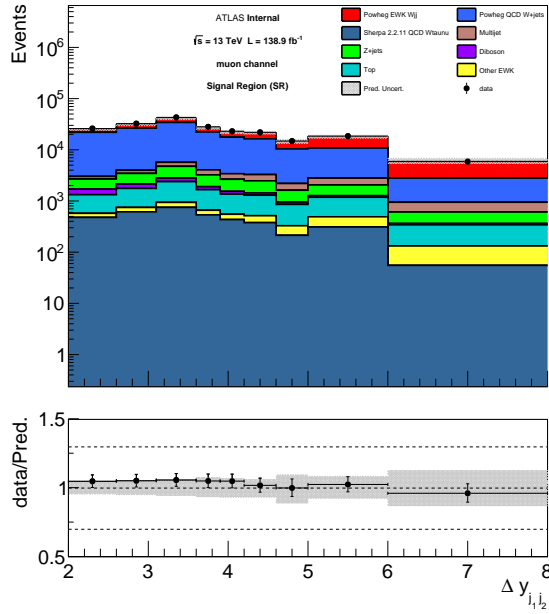 Events
10⁶
10⁵
10⁴
10³
10²
10
1
ATLAS Internal
√s = 13 TeV L = 138.9 fb⁻¹
muon channel
Signal Region (SR)
Powheg EWK Wjj
Powheg QCD W+jets
Sherpa 2.2.11 QCD Wtaunu
Multijet
Z+jets
Diboson
Top
Other EWK
Pred. Uncert.
data
data/Pred.
1.5
1
0.5
2 3 4 5 6 7 8
Δ y_{j₁j₂}